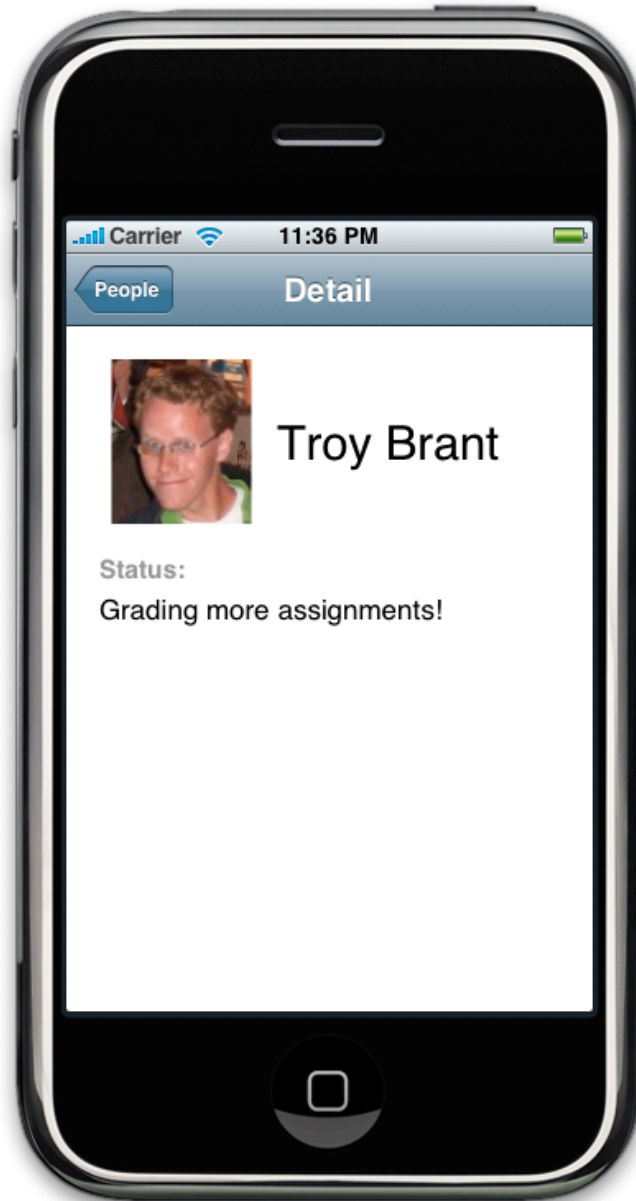 Carrier 11:36 PM
People Detail
Troy Brant
Status:
Grading more assignments!